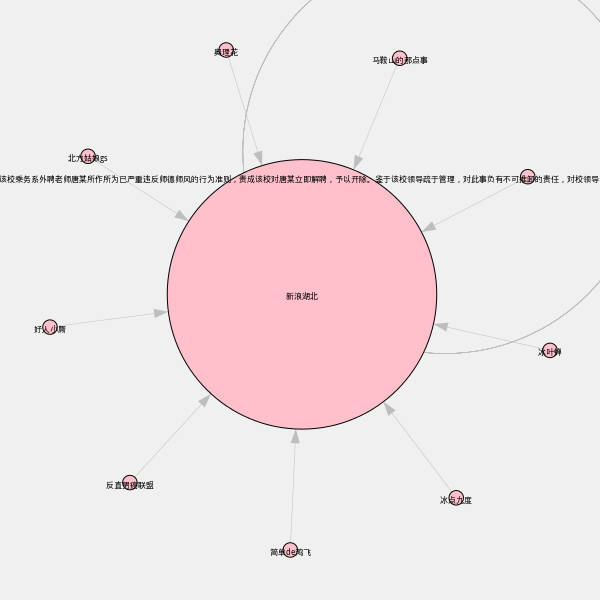 奥理花
马鞍山的那点事
北方姑娘gs
该校乘务系外聘老师唐某所作所为已严重违反师德师风的行为准则，责成该校对唐某立即解聘，予以开除。鉴于该校领导疏于管理，对此事负有不可推卸的责任，对校领导
新浪湖北
好人小厮
冰叶蝉
反直男癌联盟
冰点九度
简单de鸿飞